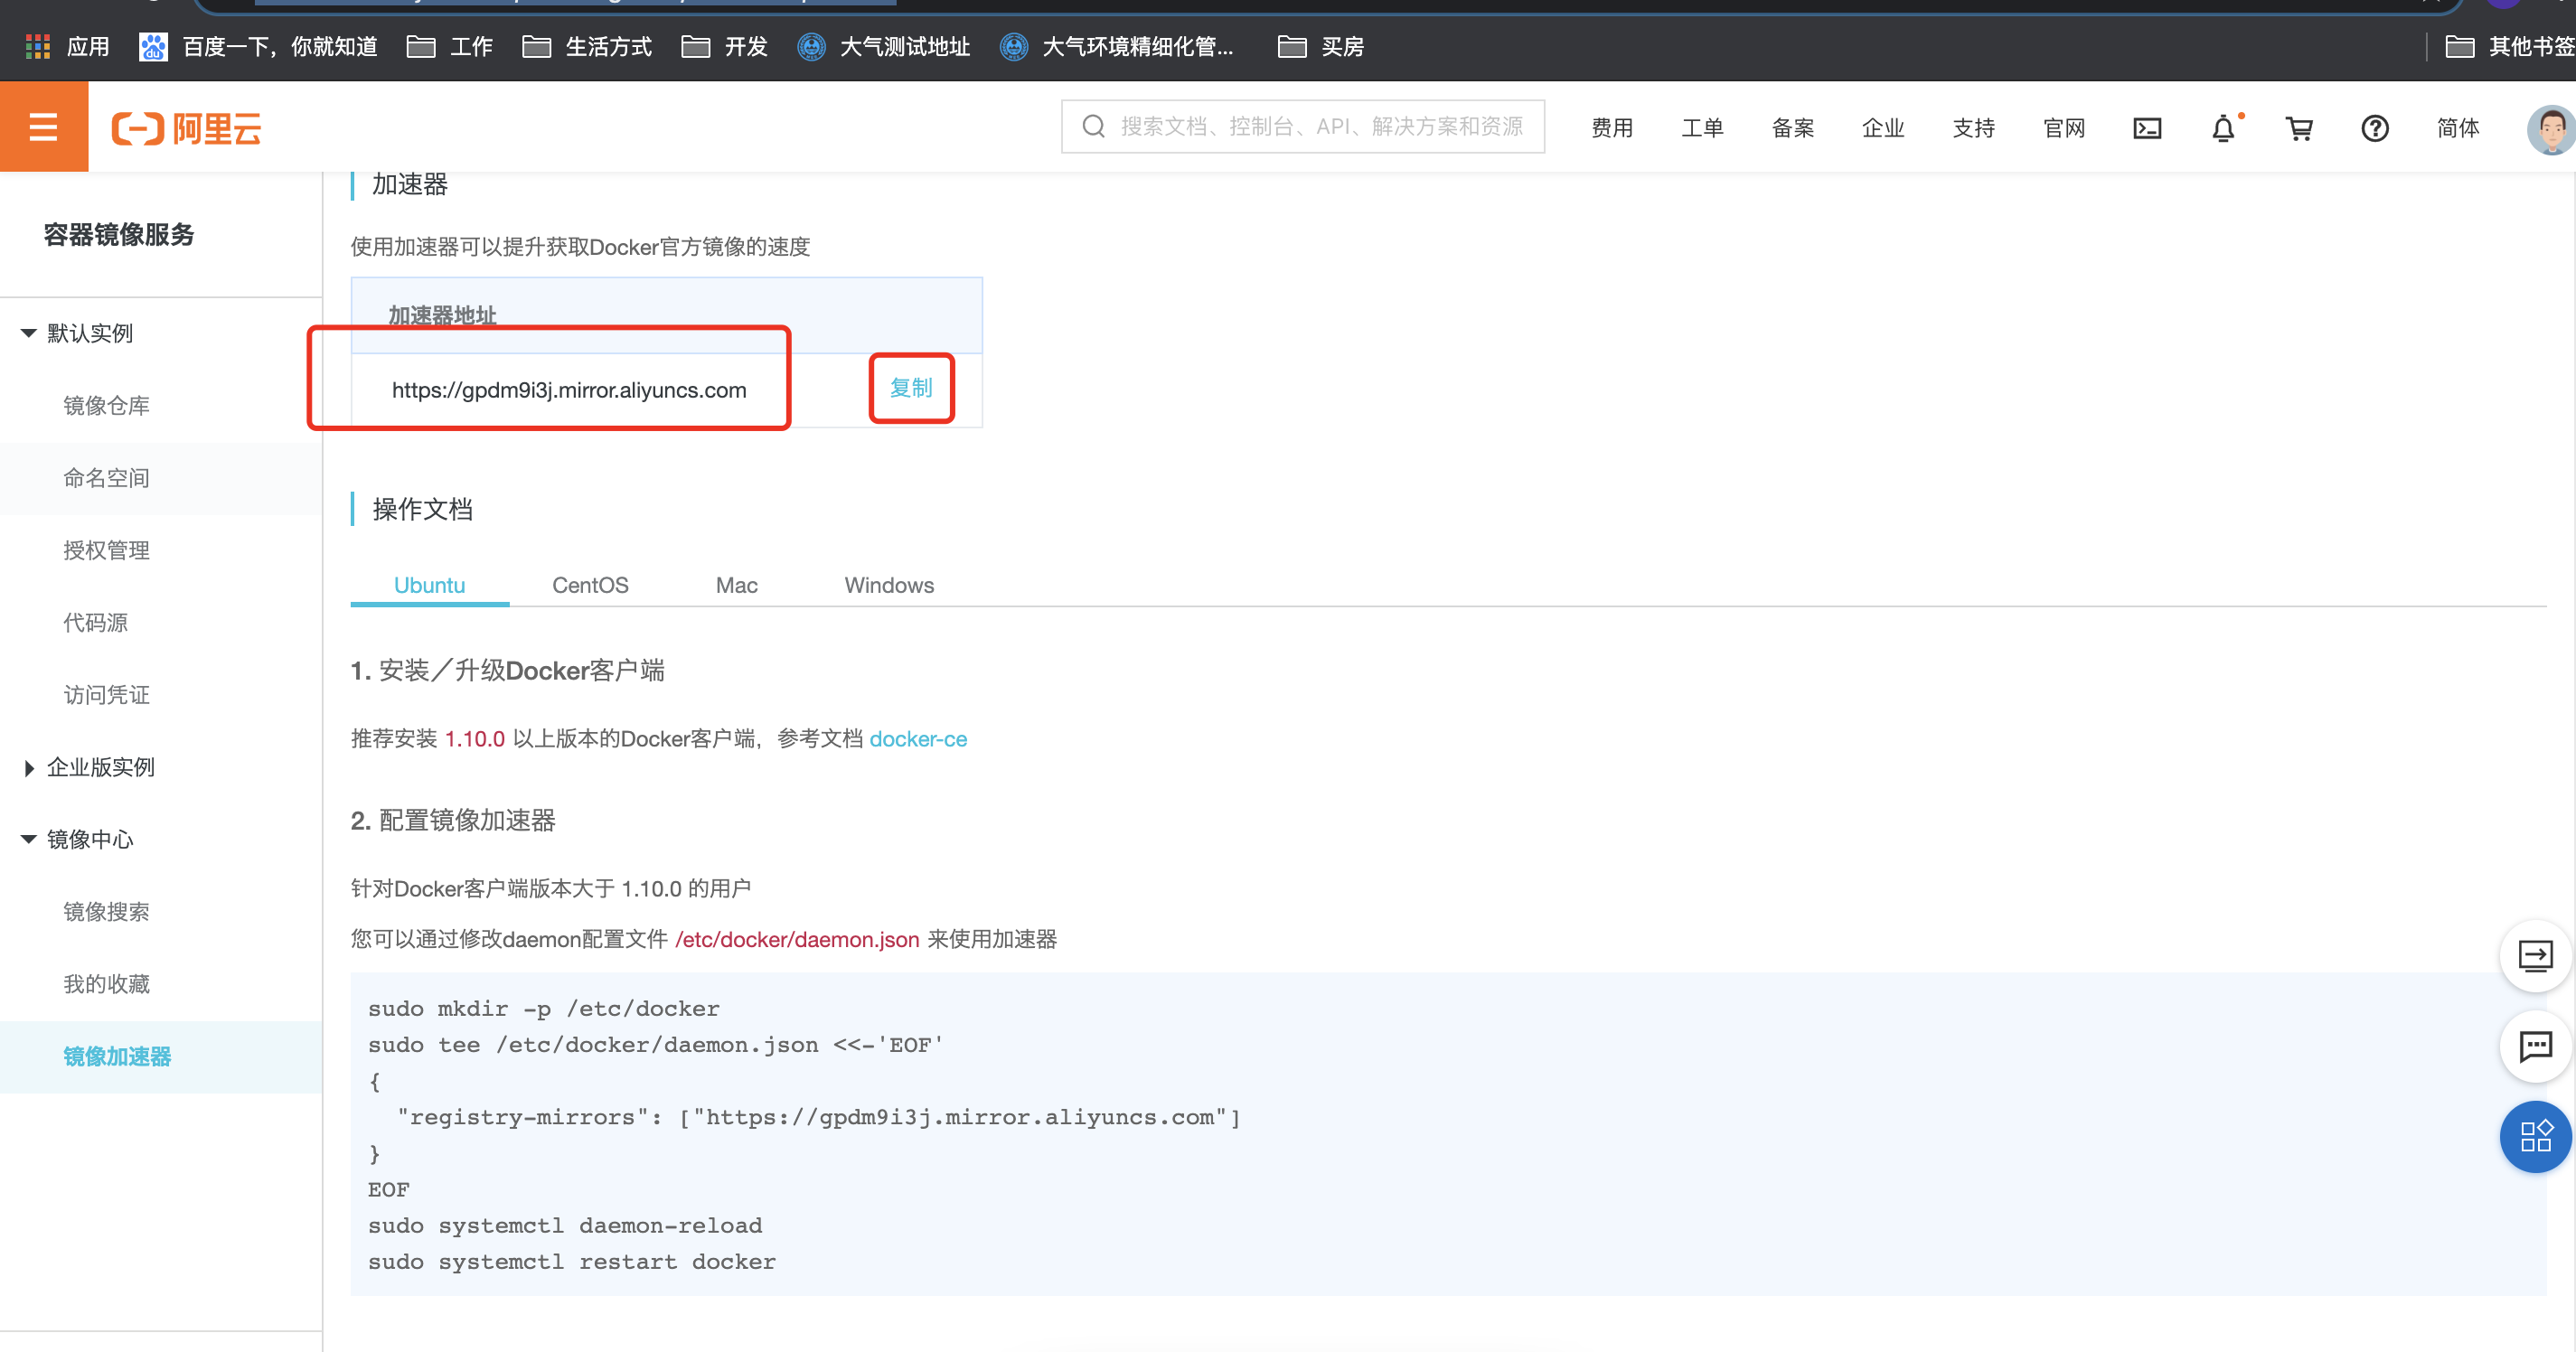 应用
百度一下，你就知道
工作
生活方式
开发
大气测试地址
大气环境精细化管...
买房
其他书签
阿里云
搜索文档、控制台、API、解决方案和资源
费用
工单
备案
企业
支持
官网
简体
容器镜像服务
默认实例
镜像仓库
命名空间
授权管理
代码源
访问凭证
企业版实例
镜像中心
镜像搜索
我的收藏
镜像加速器
加速器
使用加速器可以提升获取Docker官方镜像的速度
加速器地址
https://gpdm9i3j.mirror.aliyuncs.com
复制
操作文档
Ubuntu
CentOS
Mac
Windows
1. 安装／升级Docker客户端
推荐安装 1.10.0 以上版本的Docker客户端，参考文档 docker-ce
2. 配置镜像加速器
针对Docker客户端版本大于 1.10.0 的用户
您可以通过修改daemon配置文件 /etc/docker/daemon.json 来使用加速器
sudo mkdir -p /etc/docker
sudo tee /etc/docker/daemon.json <<-'EOF'
{
  "registry-mirrors": ["https://gpdm9i3j.mirror.aliyuncs.com"]
}
EOF
sudo systemctl daemon-reload
sudo systemctl restart docker